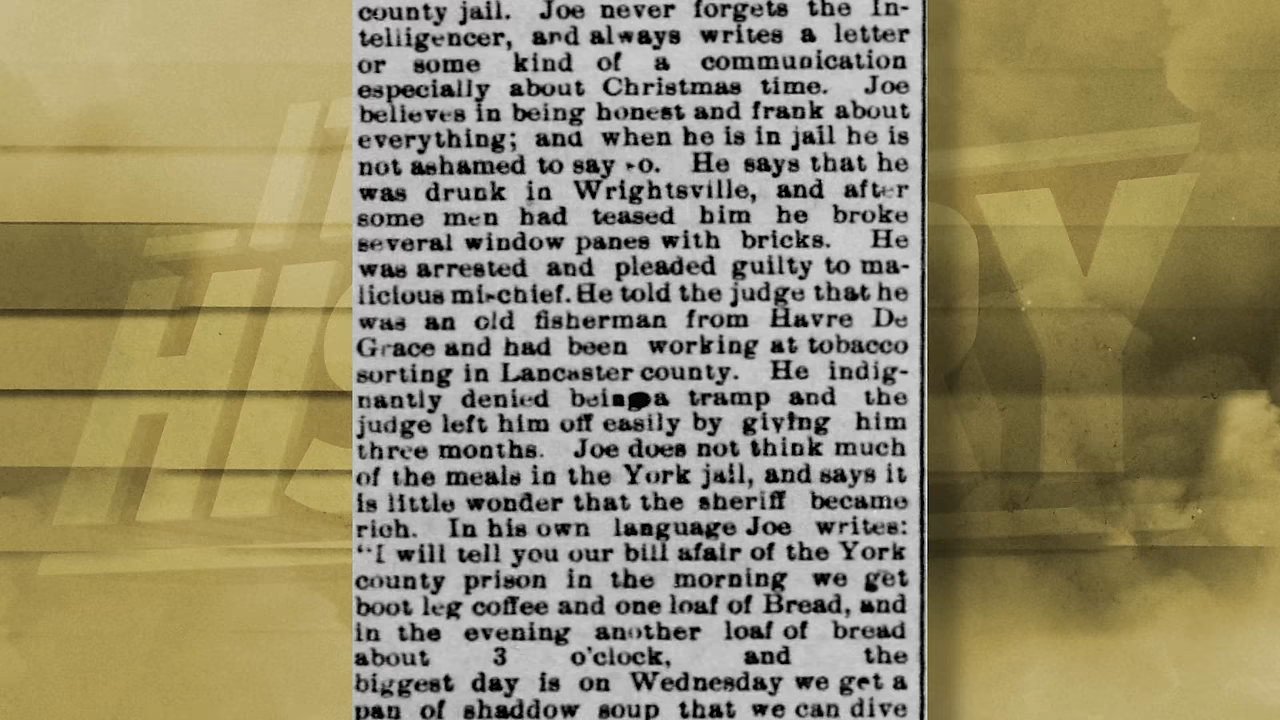 county jail. Joe never forgets the In-
telligencer, and always writes a letter
or some kind of a communication
especially about Christmas time. Joe
believes in being honest and frank about
everything; and when he is in jail he is
not ashamed to say so. He says that he
was drunk in Wrightsville, and after
some men had teased him he broke
several window panes with bricks. He
was arrested and pleaded guilty to ma-
licious mischief. He told the judge that he
was an old fisherman from Havre De
Grace and had been working at tobacco
sorting in Lancaster county. He indig-
nantly denied being a tramp and the
judge left him off easily by giving him
three months. Joe does not think much
of the meals in the York jail, and says it
is little wonder that the sheriff became
rich. In his own language Joe writes:
"I will tell you our bill afair of the York
county prison in the morning we get
boot leg coffee and one loaf of Bread, and
in the evening another loaf of bread
about 3 o'clock, and the
biggest day is on Wednesday we get a
pan of shaddow soup that we can dive